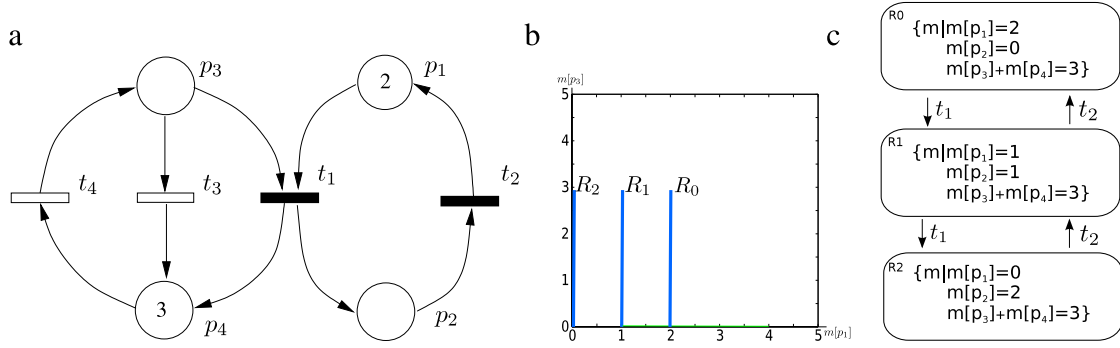 a
p₃
2
p₁
t₄
t₃
t₁
t₂
3
p₄
p₂
b
m[p₃]
5
4
3
2
1
0
R₂
R₁
R₀
0
1
2
3
4
5
m[p₁]
c
R0
{m|m[p₁]=2
m[p₂]=0
m[p₃]+m[p₄]=3}
t₁
t₂
R1
{m|m[p₁]=1
m[p₂]=1
m[p₃]+m[p₄]=3}
t₁
t₂
R2
{m|m[p₁]=0
m[p₂]=2
m[p₃]+m[p₄]=3}